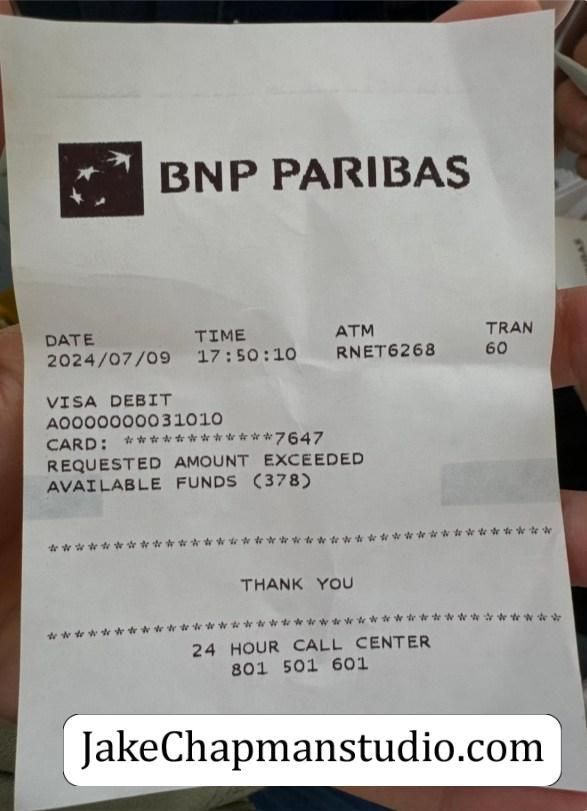 BNP PARIBAS
DATE TIME ATM TRAN
2024/07/09 17:50:10 RNET6268 60
VISA DEBIT
A0000000031010
CARD: ************7647
REQUESTED AMOUNT EXCEEDED
AVAILABLE FUNDS (378)
****************************************
THANK YOU
****************************************
24 HOUR CALL CENTER
801 501 601
JakeChapmanstudio.com